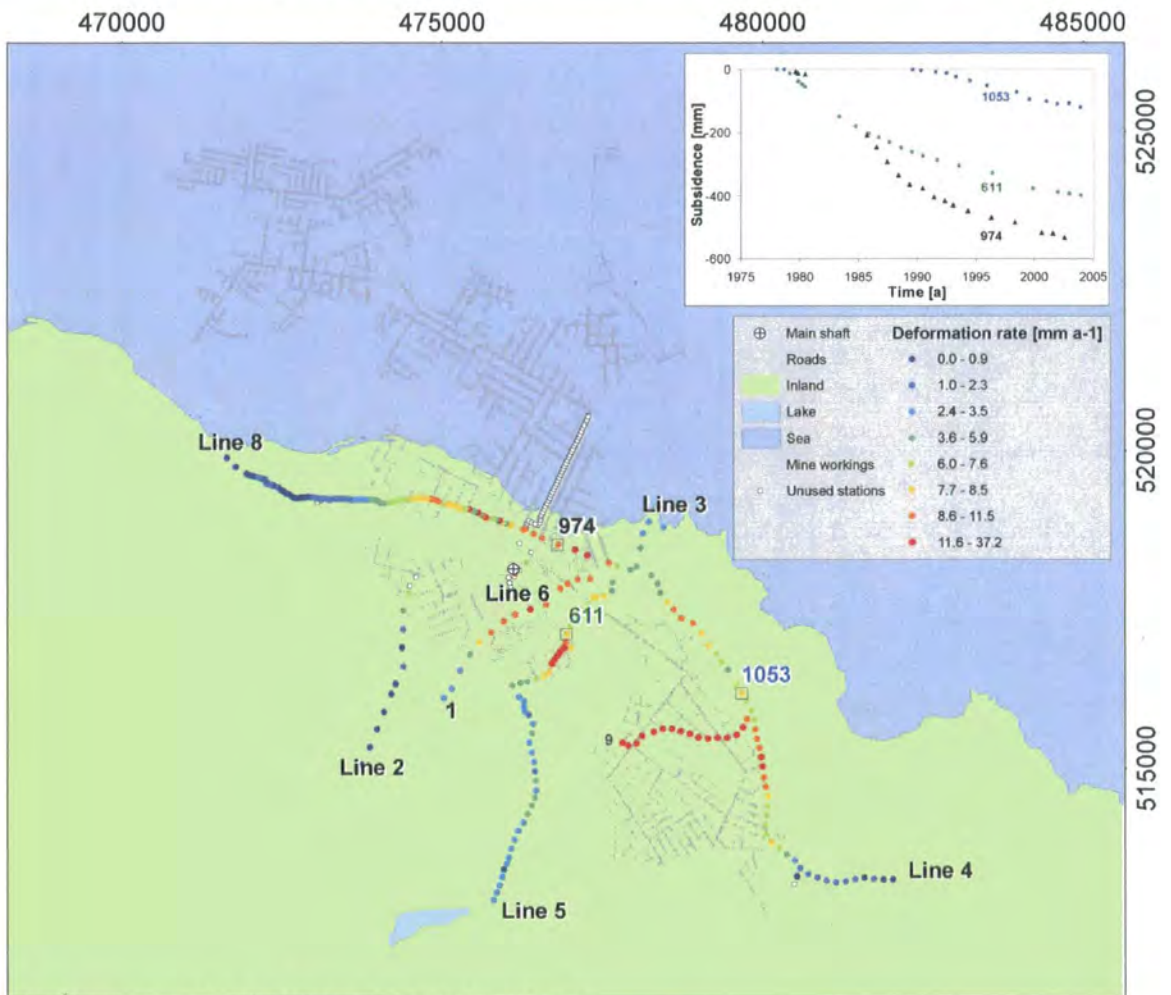 470000
475000
480000
485000
0
-200
-400
-600
Subsidence [mm]
1053
611
974
1975
1980
1985
1990
1995
2000
2005
Time [a]
525000
520000
515000
Main shaft
Roads
Inland
Lake
Sea
Mine workings
Unused stations
Deformation rate [mm a-1]
0.0 - 0.9
1.0 - 2.3
2.4 - 3.5
3.6 - 5.9
6.0 - 7.6
7.7 - 8.5
8.6 - 11.5
11.6 - 37.2
Line 8
Line 3
974
Line 6
611
1053
1
9
Line 2
Line 5
Line 4